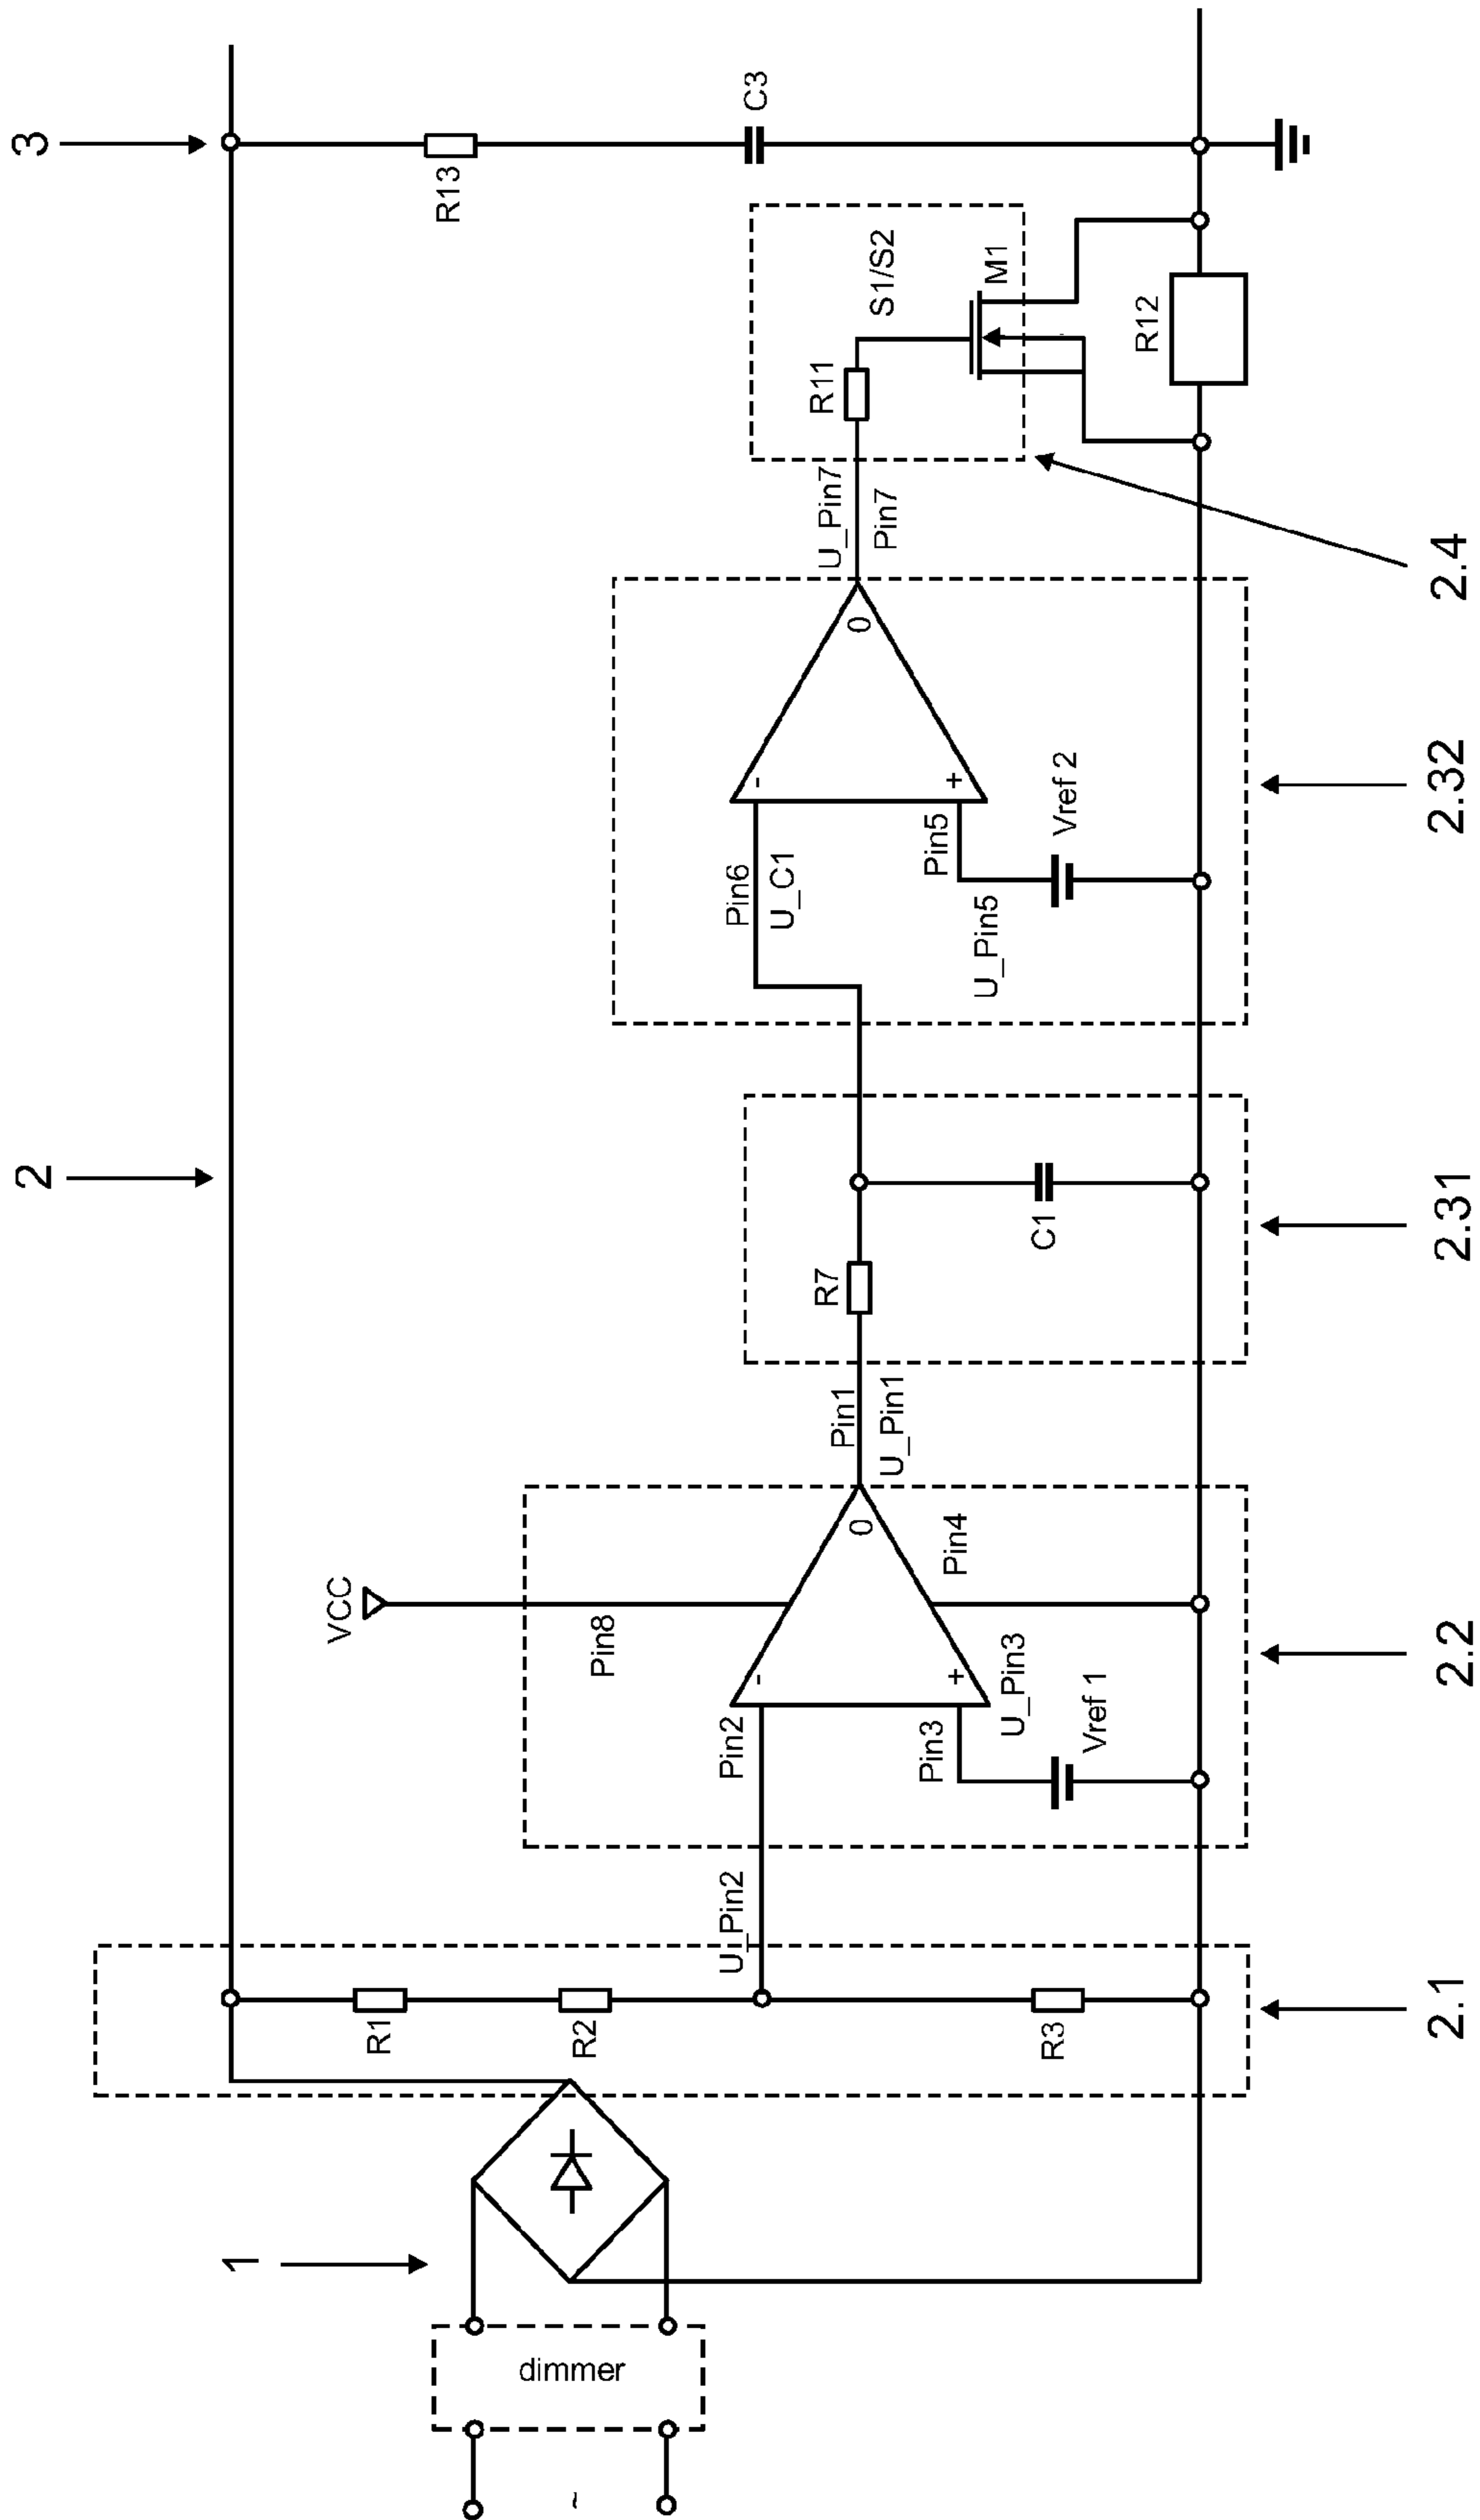 1
2
3
~
dimmer
R1
R2
R3
U_Pin2
VCC
Pin8
Pin2
-
0
+
Pin3
U_Pin3
Vref 1
Pin4
Pin1
U_Pin1
R7
C1
Pin6
U_C1
-
0
+
Pin5
U_Pin5
Vref 2
U_Pin7
Pin7
R11
S1/S2
M1
R12
R13
C3
2.1
2.2
2.31
2.32
2.4